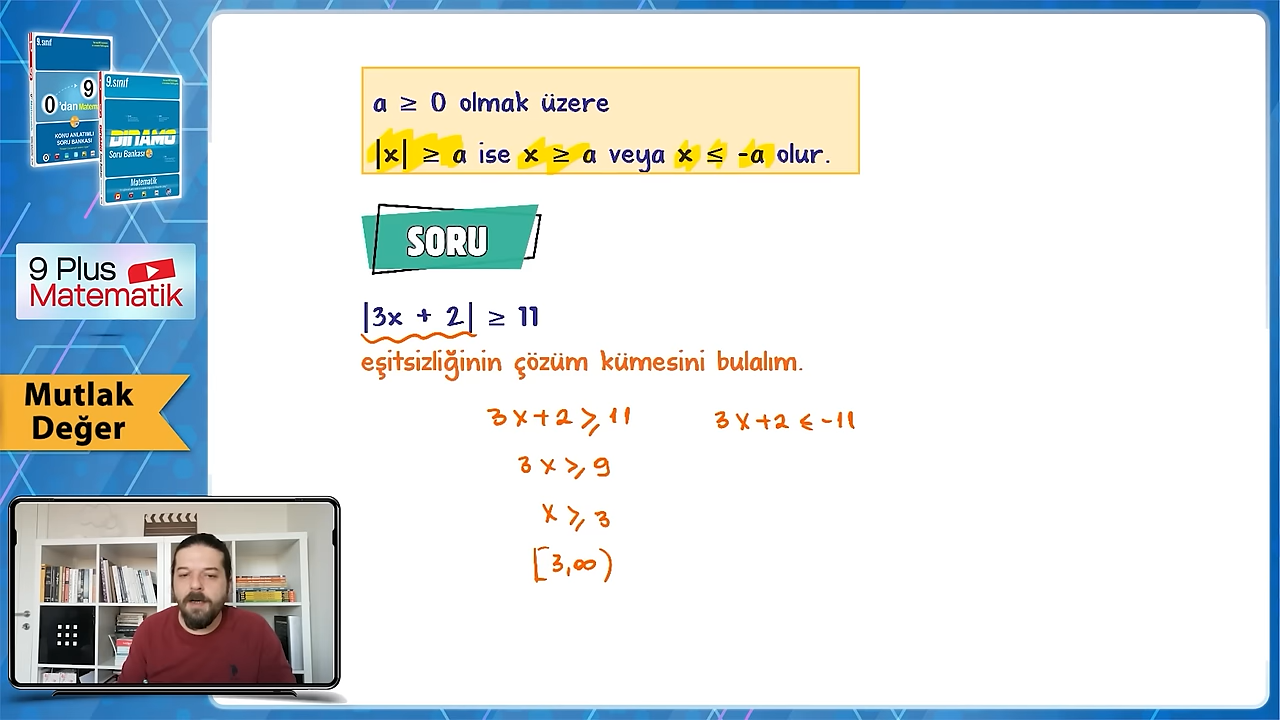 9.sınıf
0'dan 9 Matem
KONU ANLATIMLI
SORU BANKASI
9.sınıf
DİNAMO
Soru Bankası
Matematik
9 Plus
Matematik
Mutlak
Değer
a ≥ 0 olmak üzere
|x| ≥ a ise x ≥ a veya x ≤ -a olur.
SORU
|3x + 2| ≥ 11
eşitsizliğinin çözüm kümesini bulalım.
3x+2 ≥ 11
3x+2 ≤ -11
3x ≥ 9
x ≥ 3
[3,∞)